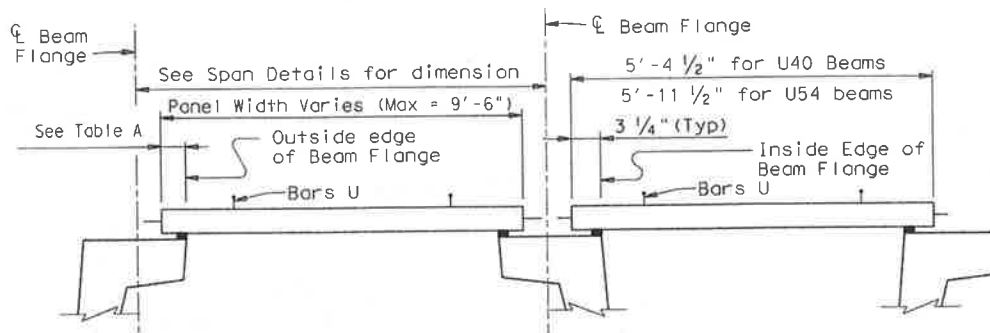 ℄ Beam
Flange
℄ Beam Flange
See Span Details for dimension
5'-4 1/2" for U40 Beams
Panel Width Varies (Max = 9'-6")
5'-11 1/2" for U54 beams
See Table A
3 1/4" (Typ)
Outside edge
of Beam Flange
Inside Edge of
Beam Flange
Bars U
Bars U